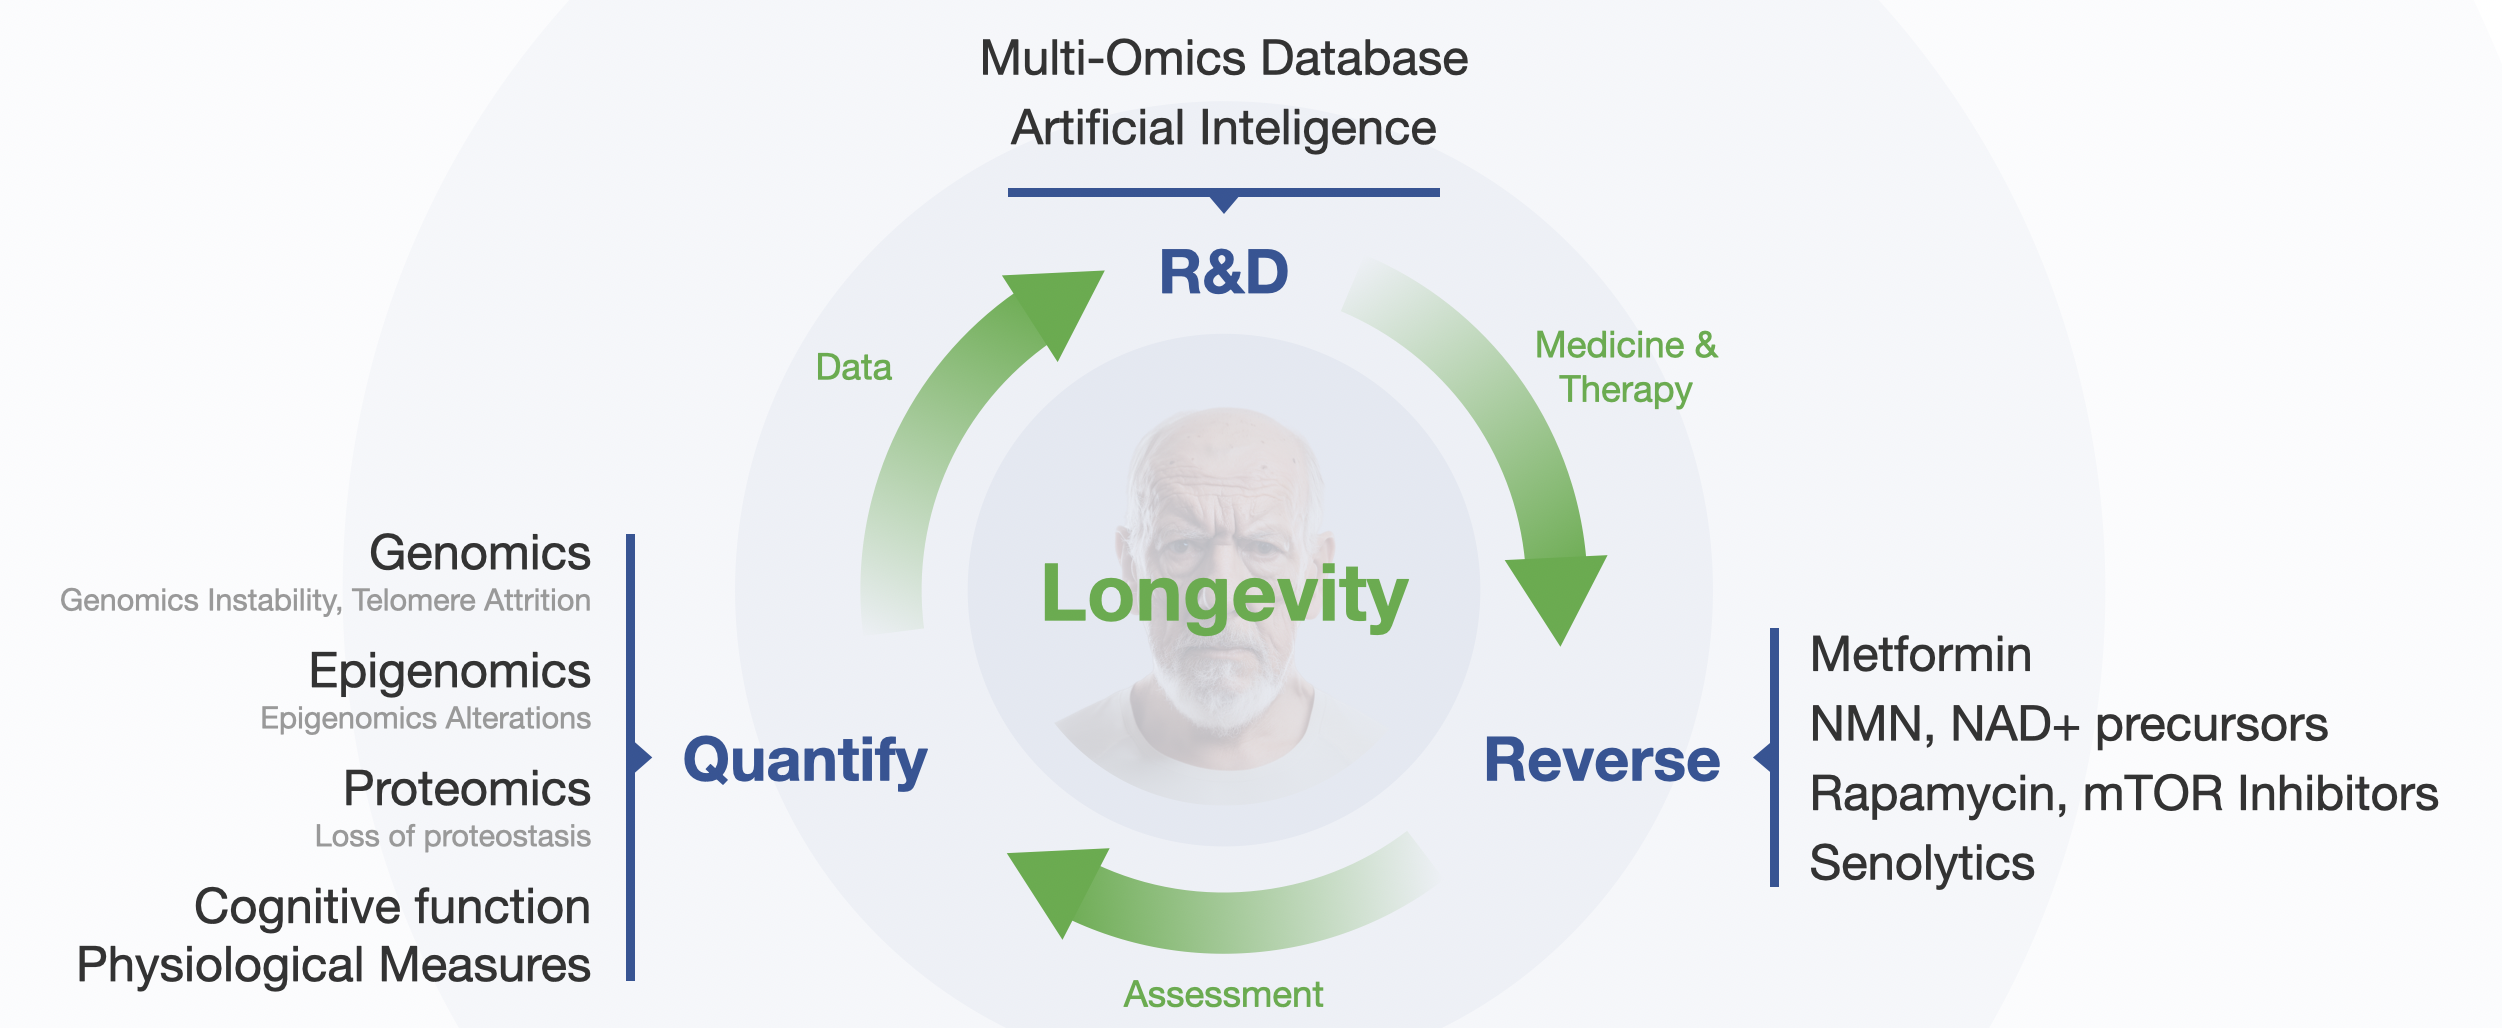 Multi-Omics Database
Artificial Inteligence
R&D
Data
Medicine &
Therapy
Longevity
Genomics
Genomics Instability, Telomere Attrition
Epigenomics
Epigenomics Alterations
Proteomics
Loss of proteostasis
Cognitive function
Physiological Measures
Quantify
Reverse
Metformin
NMN, NAD+ precursors
Rapamycin, mTOR Inhibitors
Senolytics
Assessment